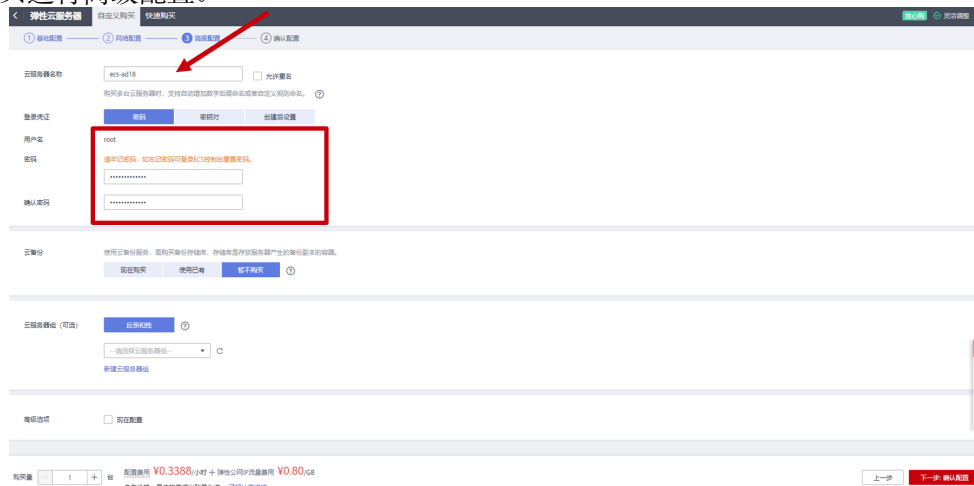 弹性云服务器 自定义购买 快速购买 放心购 灵活调整
1 基础配置 2 网络配置 3 高级配置 4 确认配置
云服务器名称 ecs-ad18 允许重名
购买多台云服务器时，支持自动增加数字后缀命名或者自定义规则命名。
登录凭证 密码 密钥对 创建后设置
用户名 root
密码 请牢记密码，如忘记密码可登录ECS控制台重置密码。
•••••••••••••
确认密码 •••••••••••••
云备份 使用云备份服务，需购买备份存储库，存储库是存放服务器产生的备份副本的容器。
现在购买 使用已有 暂不购买
云服务器组（可选） 反亲和性
--请选择云服务器组--
新建云服务器组
高级选项 现在配置
购买量 1 台 配置费用 ¥0.3388/小时 + 弹性公网IP流量费用 ¥0.80/GB 上一步 下一步: 确认配置